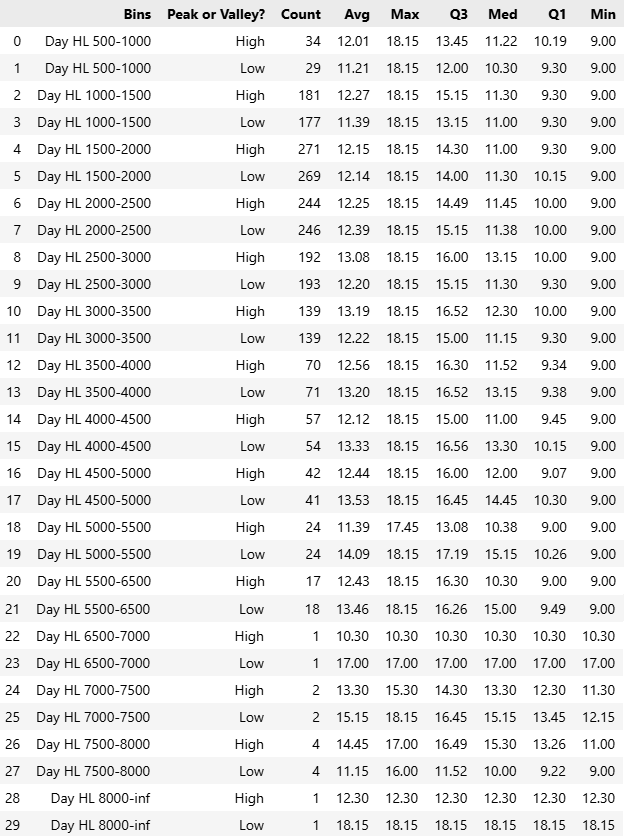 Bins Peak or Valley? Count Avg Max Q3 Med Q1 Min
0 Day HL 500-1000 High 34 12.01 18.15 13.45 11.22 10.19 9.00
1 Day HL 500-1000 Low 29 11.21 18.15 12.00 10.30 9.30 9.00
2 Day HL 1000-1500 High 181 12.27 18.15 15.15 11.30 9.30 9.00
3 Day HL 1000-1500 Low 177 11.39 18.15 13.15 11.00 9.30 9.00
4 Day HL 1500-2000 High 271 12.15 18.15 14.30 11.00 9.30 9.00
5 Day HL 1500-2000 Low 269 12.14 18.15 14.00 11.30 10.15 9.00
6 Day HL 2000-2500 High 244 12.25 18.15 14.49 11.45 10.00 9.00
7 Day HL 2000-2500 Low 246 12.39 18.15 15.15 11.38 10.00 9.00
8 Day HL 2500-3000 High 192 13.08 18.15 16.00 13.15 10.00 9.00
9 Day HL 2500-3000 Low 193 12.20 18.15 15.15 11.30 9.30 9.00
10 Day HL 3000-3500 High 139 13.19 18.15 16.52 12.30 10.00 9.00
11 Day HL 3000-3500 Low 139 12.22 18.15 15.00 11.15 9.30 9.00
12 Day HL 3500-4000 High 70 12.56 18.15 16.30 11.52 9.34 9.00
13 Day HL 3500-4000 Low 71 13.20 18.15 16.52 13.15 9.38 9.00
14 Day HL 4000-4500 High 57 12.12 18.15 15.00 11.00 9.45 9.00
15 Day HL 4000-4500 Low 54 13.33 18.15 16.56 13.30 10.15 9.00
16 Day HL 4500-5000 High 42 12.44 18.15 16.00 12.00 9.07 9.00
17 Day HL 4500-5000 Low 41 13.53 18.15 16.45 14.45 10.30 9.00
18 Day HL 5000-5500 High 24 11.39 17.45 13.08 10.38 9.00 9.00
19 Day HL 5000-5500 Low 24 14.09 18.15 17.19 15.15 10.26 9.00
20 Day HL 5500-6500 High 17 12.43 18.15 16.30 10.30 9.00 9.00
21 Day HL 5500-6500 Low 18 13.46 18.15 16.26 15.00 9.49 9.00
22 Day HL 6500-7000 High 1 10.30 10.30 10.30 10.30 10.30 10.30
23 Day HL 6500-7000 Low 1 17.00 17.00 17.00 17.00 17.00 17.00
24 Day HL 7000-7500 High 2 13.30 15.30 14.30 13.30 12.30 11.30
25 Day HL 7000-7500 Low 2 15.15 18.15 16.45 15.15 13.45 12.15
26 Day HL 7500-8000 High 4 14.45 17.00 16.49 15.30 13.26 11.00
27 Day HL 7500-8000 Low 4 11.15 16.00 11.52 10.00 9.22 9.00
28 Day HL 8000-inf High 1 12.30 12.30 12.30 12.30 12.30 12.30
29 Day HL 8000-inf Low 1 18.15 18.15 18.15 18.15 18.15 18.15